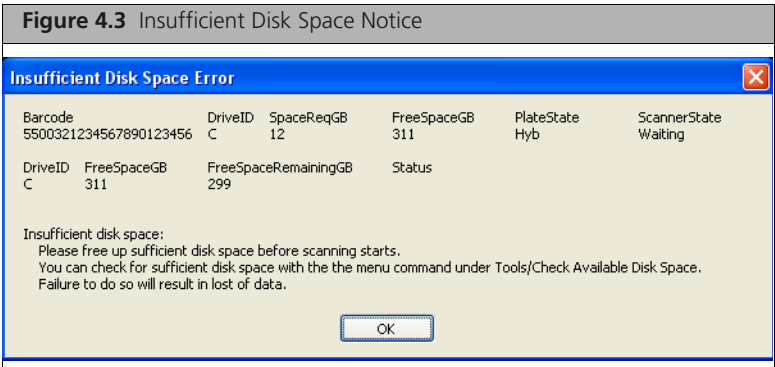 Figure 4.3 Insufficient Disk Space Notice
Insufficient Disk Space Error
Barcode DriveID SpaceReqGB FreeSpaceGB PlateState ScannerState
5500321234567890123456 C 12 311 Hyb Waiting
DriveID FreeSpaceGB FreeSpaceRemainingGB Status
C 311 299
Insufficient disk space:
Please free up sufficient disk space before scanning starts.
You can check for sufficient disk space with the the menu command under Tools/Check Available Disk Space.
Failure to do so will result in lost of data.
OK